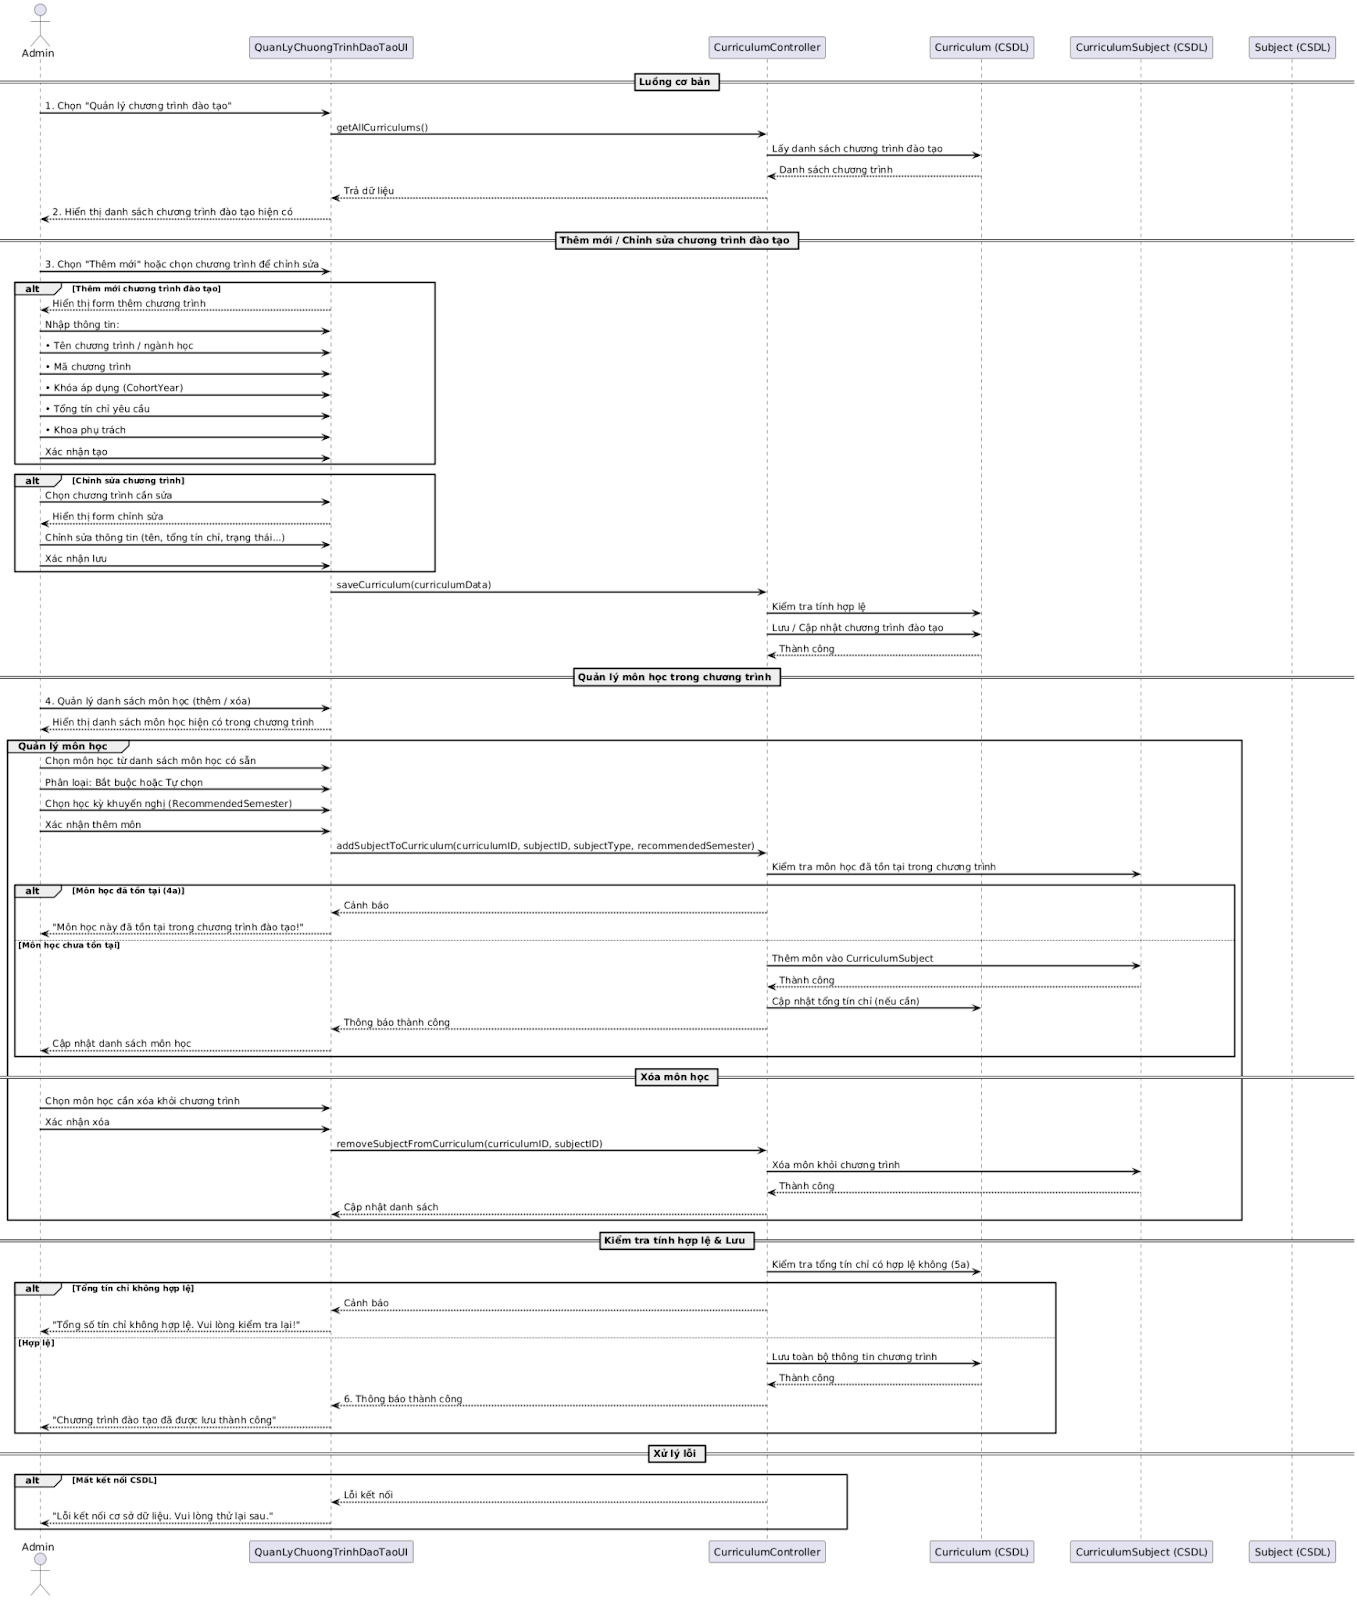 Admin
QuanLyChuongTrinhDaoTaoUI
CurriculumController
Curriculum (CSDL)
CurriculumSubject (CSDL)
Subject (CSDL)
Luồng cơ bản
1. Chọn "Quản lý chương trình đào tạo"
getAllCurriculums()
Lấy danh sách chương trình đào tạo
Danh sách chương trình
Trả dữ liệu
2. Hiển thị danh sách chương trình đào tạo hiện có
Thêm mới / Chỉnh sửa chương trình đào tạo
3. Chọn "Thêm mới" hoặc chọn chương trình để chỉnh sửa
alt [Thêm mới chương trình đào tạo]
Hiển thị form thêm chương trình
Nhập thông tin:
• Tên chương trình / ngành học
• Mã chương trình
• Khóa áp dụng (CohortYear)
• Tổng tín chỉ yêu cầu
• Khoa phụ trách
Xác nhận tạo
alt [Chỉnh sửa chương trình]
Chọn chương trình cần sửa
Hiển thị form chỉnh sửa
Chỉnh sửa thông tin (tên, tổng tín chỉ, trạng thái...)
Xác nhận lưu
saveCurriculum(curriculumData)
Kiểm tra tính hợp lệ
Lưu / Cập nhật chương trình đào tạo
Thành công
Quản lý môn học trong chương trình
4. Quản lý danh sách môn học (thêm / xóa)
Hiển thị danh sách môn học hiện có trong chương trình
Quản lý môn học
Chọn môn học từ danh sách môn học có sẵn
Phân loại: Bắt buộc hoặc Tự chọn
Chọn học kỳ khuyến nghị (RecommendedSemester)
Xác nhận thêm môn
addSubjectToCurriculum(curriculumID, subjectID, subjectType, recommendedSemester)
Kiểm tra môn học đã tồn tại trong chương trình
alt [Môn học đã tồn tại (4a)]
Cảnh báo
"Môn học này đã tồn tại trong chương trình đào tạo!"
[Môn học chưa tồn tại]
Thêm môn vào CurriculumSubject
Thành công
Cập nhật tổng tín chỉ (nếu cần)
Thông báo thành công
Cập nhật danh sách môn học
Xóa môn học
Chọn môn học cần xóa khỏi chương trình
Xác nhận xóa
removeSubjectFromCurriculum(curriculumID, subjectID)
Xóa môn khỏi chương trình
Thành công
Cập nhật danh sách
Kiểm tra tính hợp lệ & Lưu
Kiểm tra tổng tín chỉ có hợp lệ không (5a)
alt [Tổng tín chỉ không hợp lệ]
Cảnh báo
"Tổng số tín chỉ không hợp lệ. Vui lòng kiểm tra lại!"
[Hợp lệ]
Lưu toàn bộ thông tin chương trình
Thành công
6. Thông báo thành công
"Chương trình đào tạo đã được lưu thành công"
Xử lý lỗi
alt [Mất kết nối CSDL]
Lỗi kết nối
"Lỗi kết nối cơ sở dữ liệu. Vui lòng thử lại sau."
Admin
QuanLyChuongTrinhDaoTaoUI
CurriculumController
Curriculum (CSDL)
CurriculumSubject (CSDL)
Subject (CSDL)